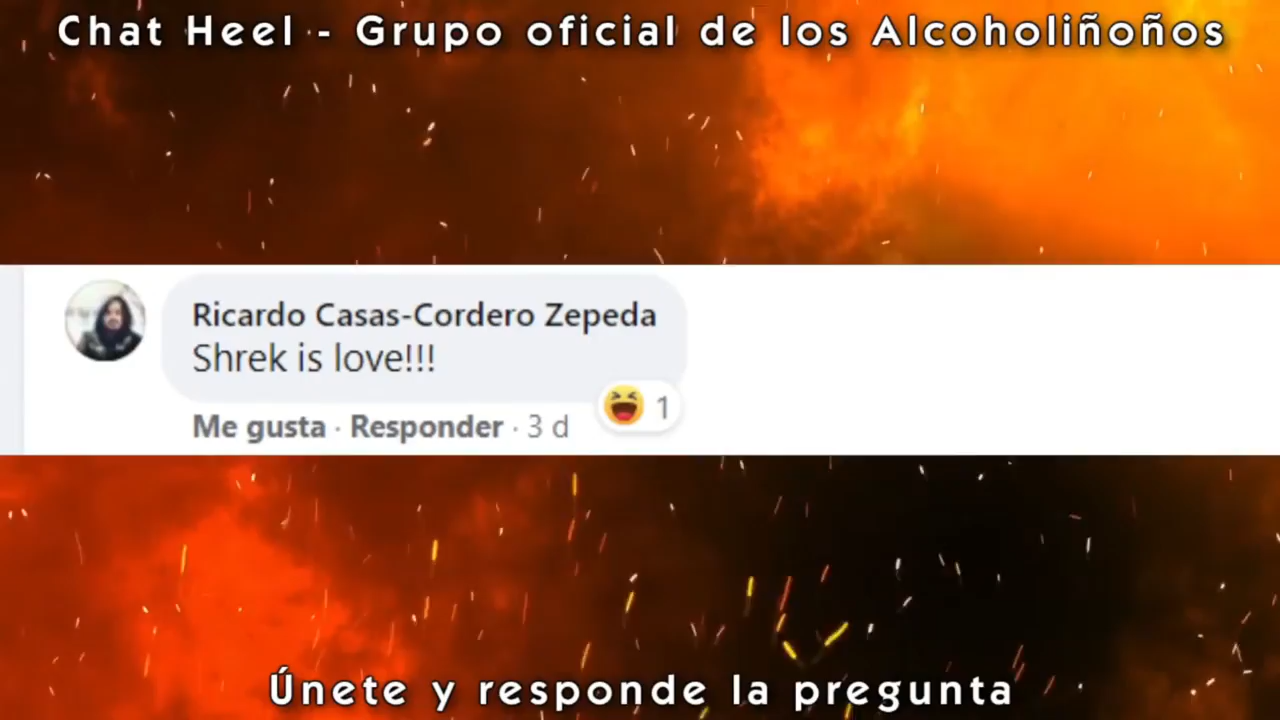 Chat Heel - Grupo oficial de los Alcoholiñoños
Ricardo Casas-Cordero Zepeda
Shrek is love!!!
Me gusta · Responder · 3 d
1
Únete y responde la pregunta